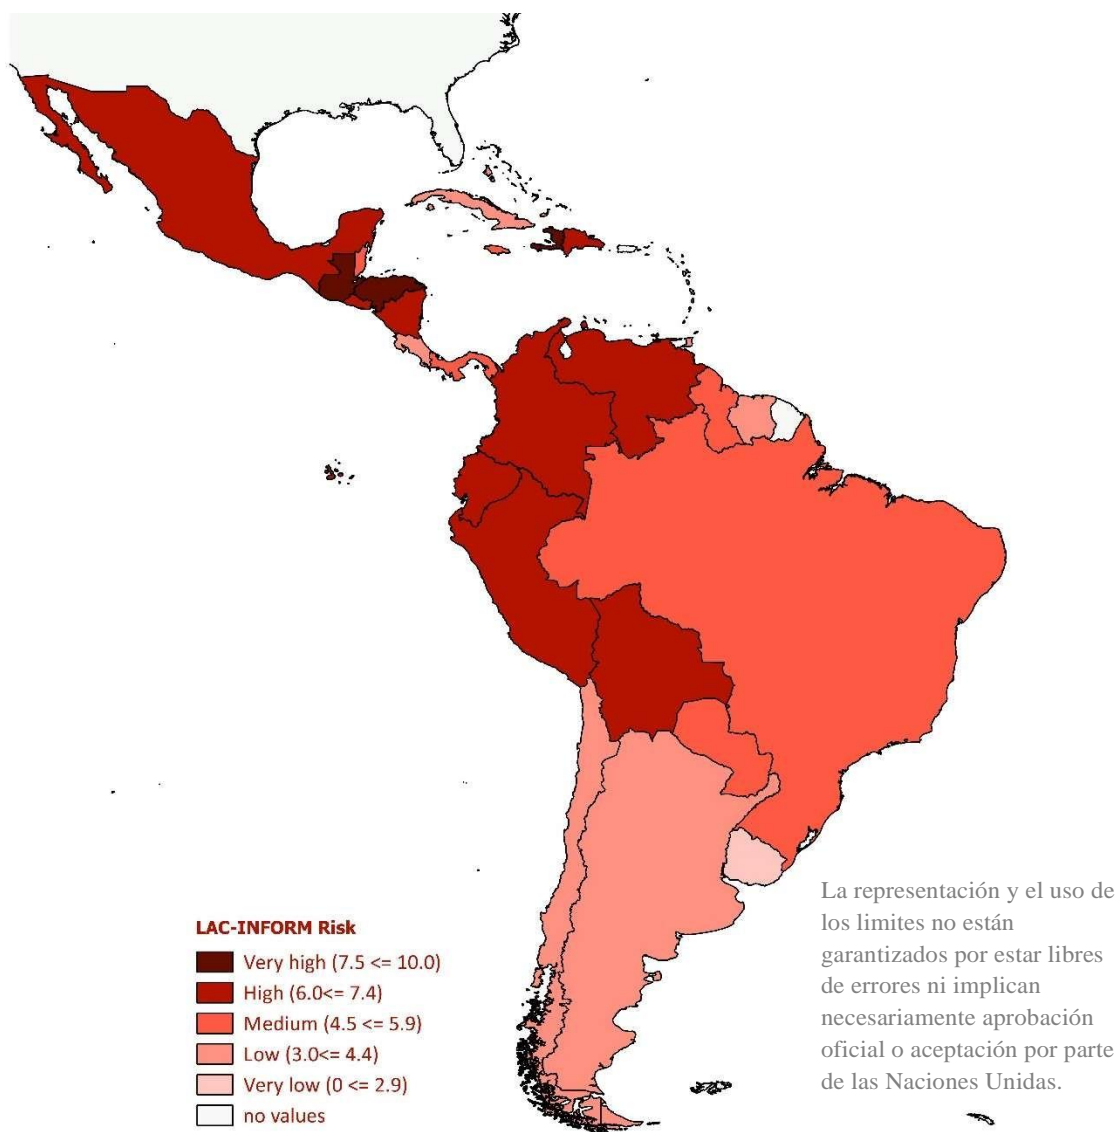 LAC-INFORM Risk
Very high (7.5 <= 10.0)
High (6.0<= 7.4)
Medium (4.5 <= 5.9)
Low (3.0<= 4.4)
Very low (0 <= 2.9)
no values
La representación y el uso de
los limites no están
garantizados por estar libres
de errores ni implican
necesariamente aprobación
oficial o aceptación por parte
de las Naciones Unidas.